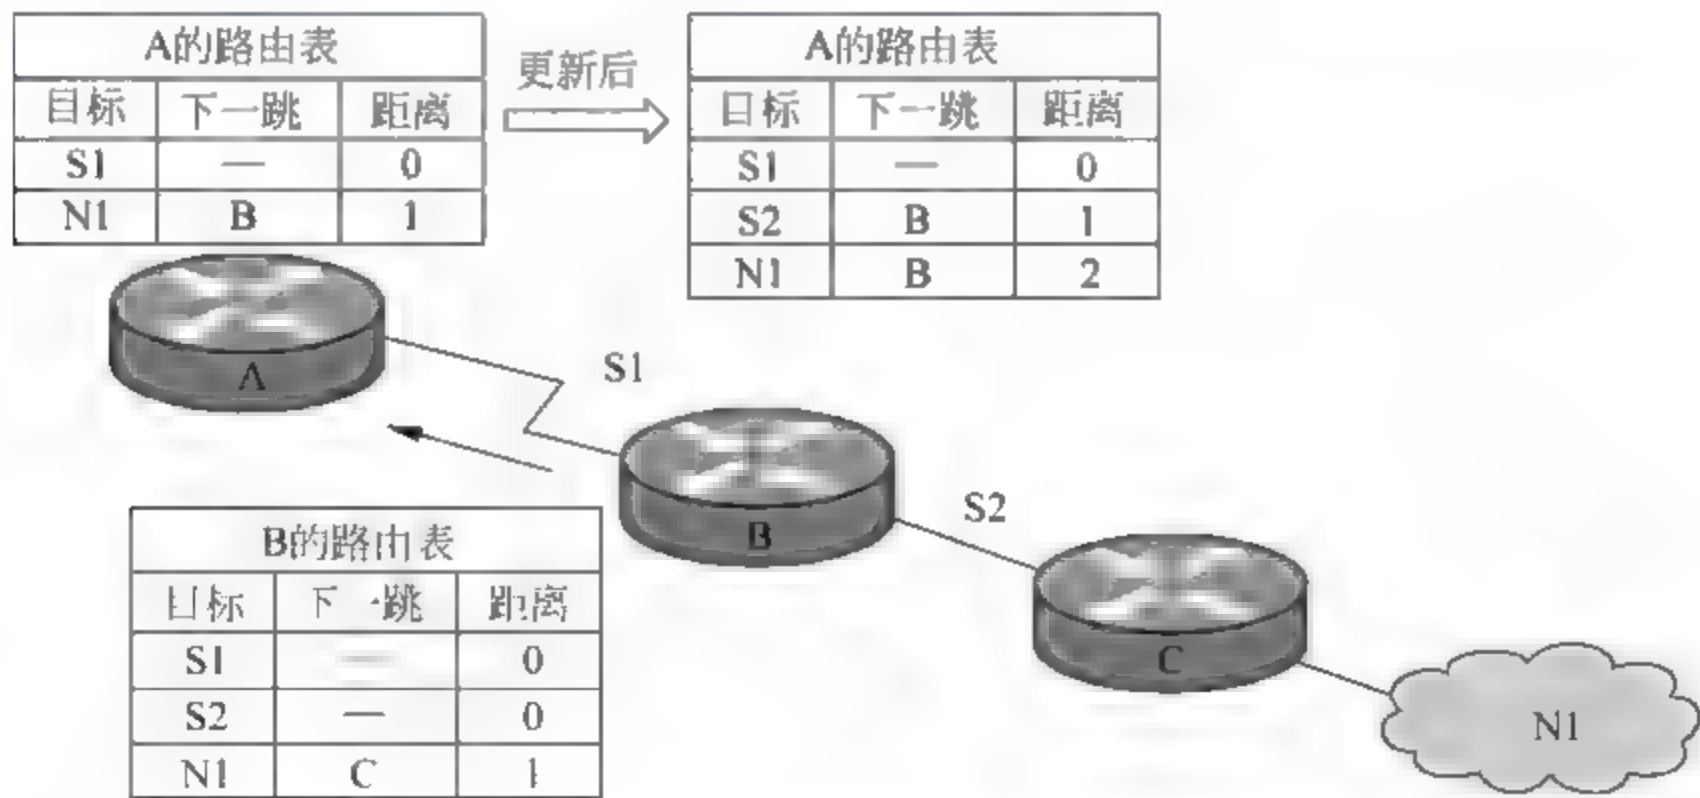 A的路由表
目标 下一跳 距离
S1 — 0
N1 B 1
更新后
A的路由表
目标 下一跳 距离
S1 — 0
S2 B 1
N1 B 2
A
S1
B
S2
C
N1
B的路由表
目标 下一跳 距离
S1 — 0
S2 — 0
N1 C 1